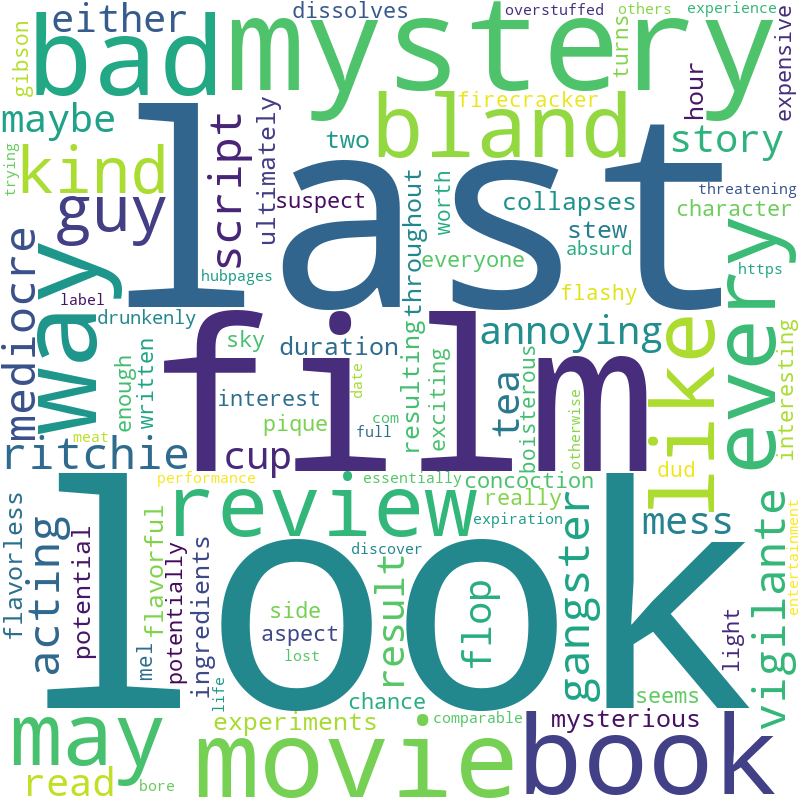 dissolves
overstuffed
others
experience
either
bad
mystery
gibson
turns
expensive
maybe
firecracker
hour
bland
two
story
kind
script
ultimately
last
trying
suspect
collapses
threatening
guy
throughout
worth
stew
character
absurd
everyone
mediocre
way
hubpages
https
label
flashy
every
drunkenly
film
sky
duration
annoying
like
interesting
enough
written
interest
date
resulting
exciting
tea
boisterous
otherwise
pique
com
full
meat
ritchie
cup
performance
essentially
concoction
dud
review
really
expiration
mess
flavorless
acting
potential
flavorful
potentially
ingredients
look
discover
result
flop
gangster
vigilante
entertainment
side
aspect
lost
mel
light
life
chance
seems
may
experiments
comparable
mysterious
movie
book
read
bore